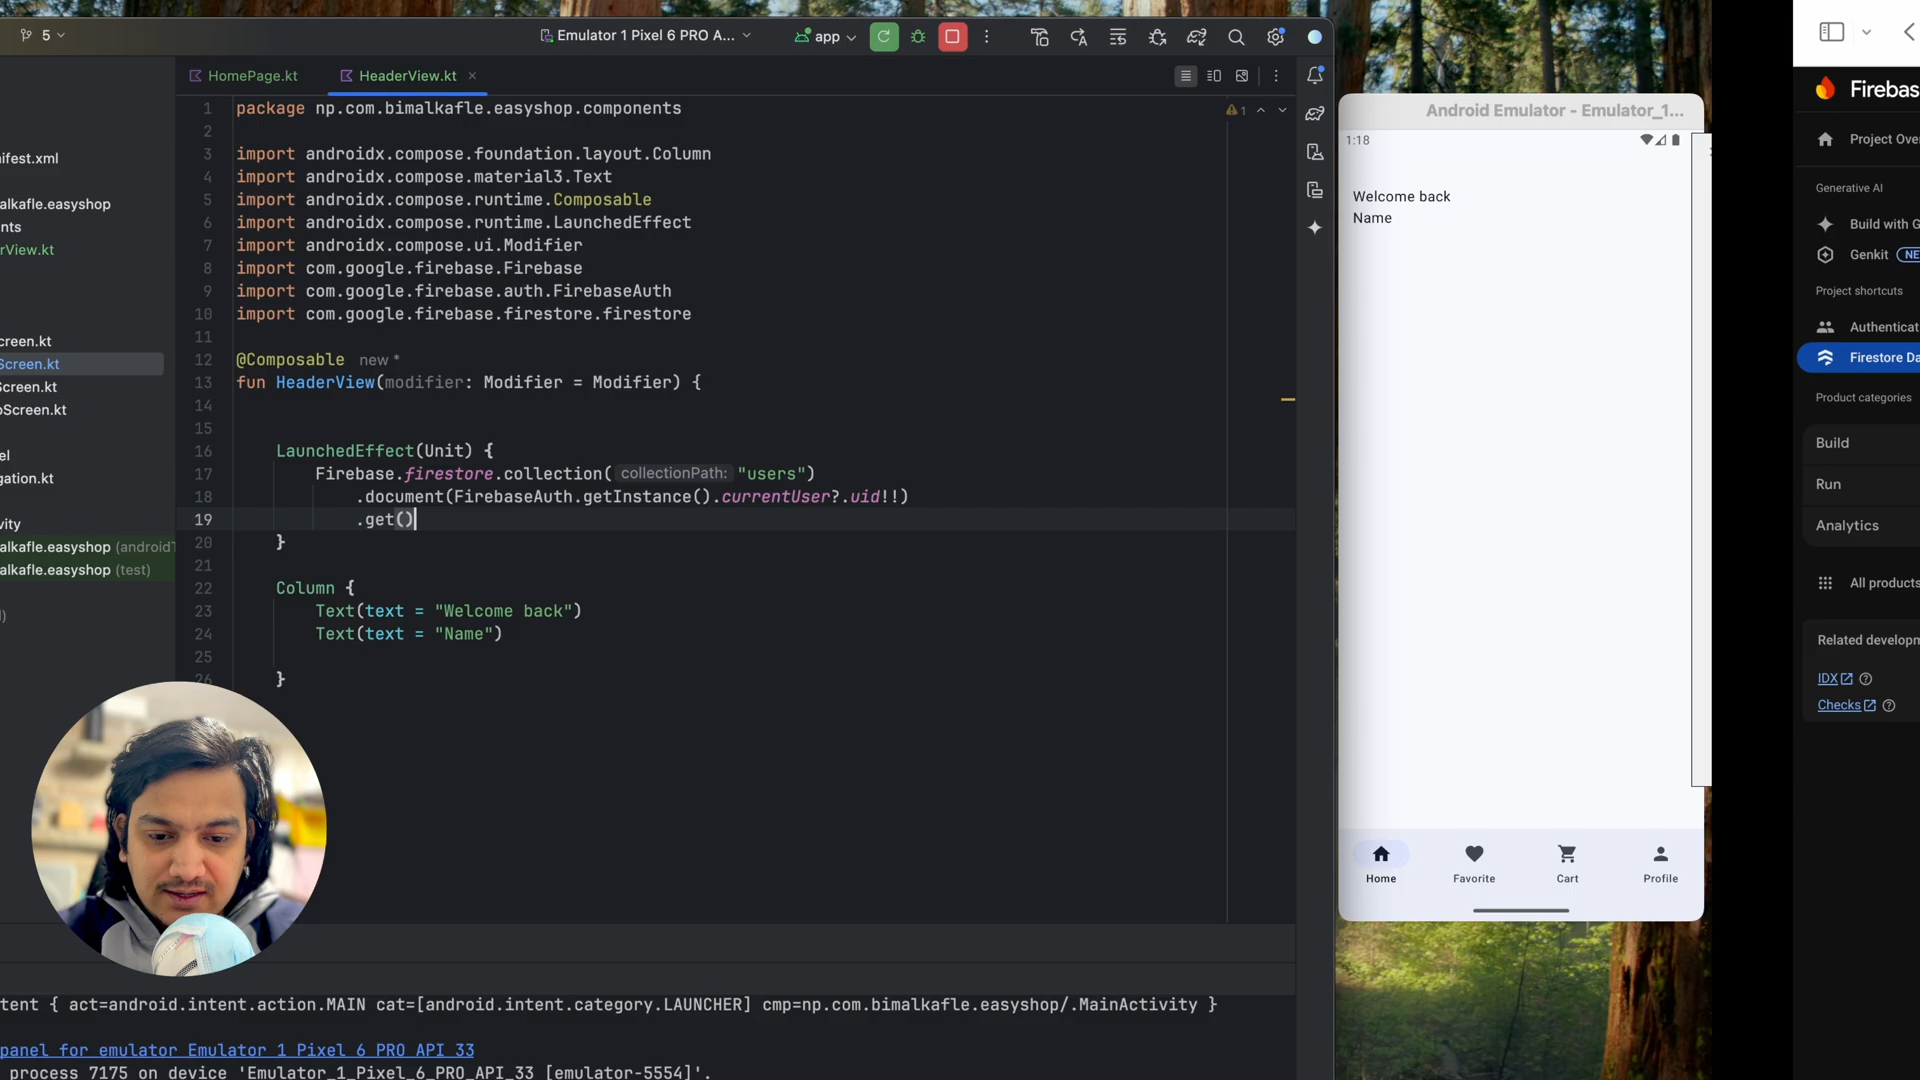 5
Emulator 1 Pixel 6 PRO A...
app
HomePage.kt
HeaderView.kt
ifest.xml
alkafle.easyshop
nts
rView.kt
creen.kt
Screen.kt
Screen.kt
oScreen.kt
el
gation.kt
vity
alkafle.easyshop (androidT
alkafle.easyshop (test)
1
1 package np.com.bimalkafle.easyshop.components
2
3 import androidx.compose.foundation.layout.Column
4 import androidx.compose.material3.Text
5 import androidx.compose.runtime.Composable
6 import androidx.compose.runtime.LaunchedEffect
7 import androidx.compose.ui.Modifier
8 import com.google.firebase.Firebase
9 import com.google.firebase.auth.FirebaseAuth
10 import com.google.firebase.firestore.firestore
11
12 @Composable new *
13 fun HeaderView(modifier: Modifier = Modifier) {
14
15
16 LaunchedEffect(Unit) {
17 Firebase.firestore.collection( collectionPath: "users")
18 .document(FirebaseAuth.getInstance().currentUser?.uid!!)
19 .get()
20 }
21
22 Column {
23 Text(text = "Welcome back")
24 Text(text = "Name")
25
26 }
tent { act=android.intent.action.MAIN cat=[android.intent.category.LAUNCHER] cmp=np.com.bimalkafle.easyshop/.MainActivity }
panel for emulator Emulator 1 Pixel 6 PRO API 33
process 7175 on device 'Emulator_1_Pixel_6_PRO_API_33 [emulator-5554]'.
Android Emulator - Emulator_1...
1:18
Welcome back
Name
Home
Favorite
Cart
Profile
Firebas
Project Over
Generative AI
Build with G
Genkit NE
Project shortcuts
Authenticat
Firestore Da
Product categories
Build
Run
Analytics
All products
Related developm
IDX
Checks